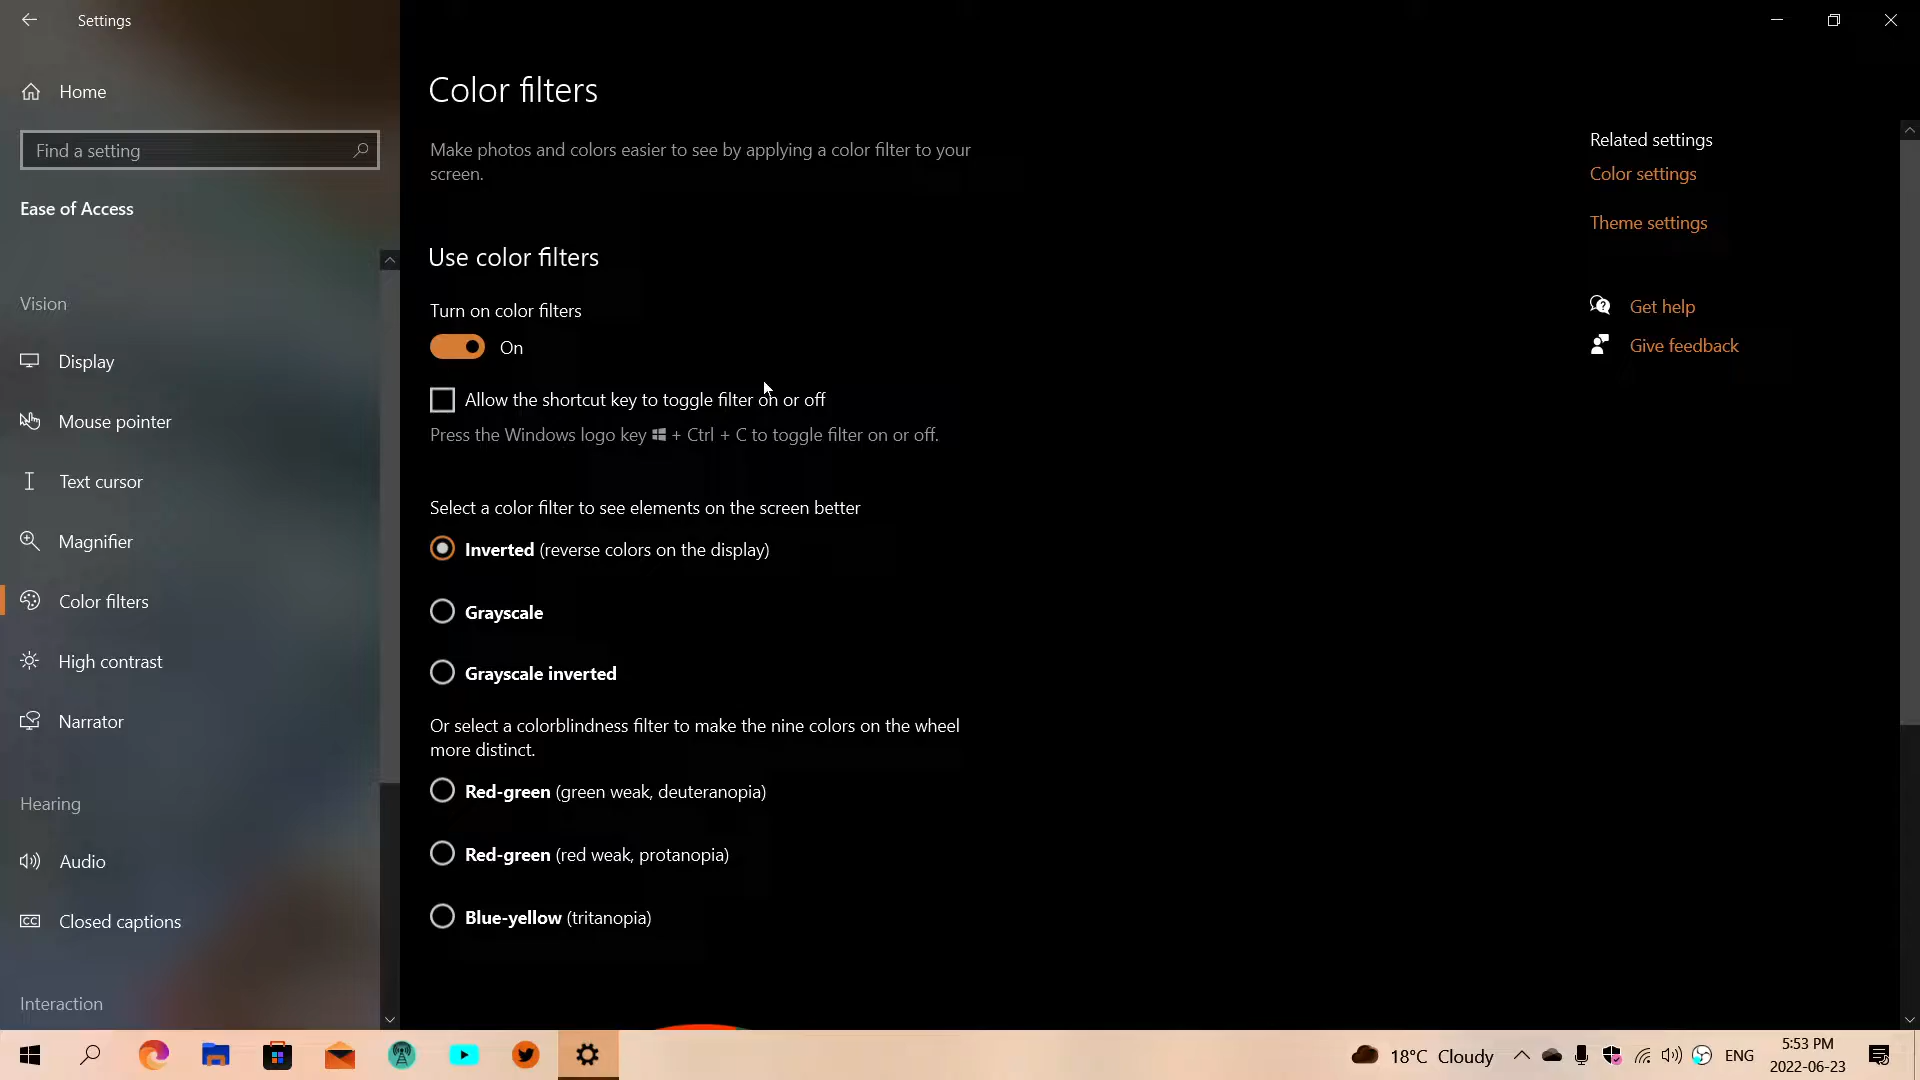 Settings
Home
Find a setting
Ease of Access
Vision
Display
Mouse pointer
Text cursor
Magnifier
Color filters
High contrast
Narrator
Hearing
Audio
Closed captions
Interaction
Color filters
Make photos and colors easier to see by applying a color filter to your
screen.
Use color filters
Turn on color filters
On
Allow the shortcut key to toggle filter on or off
Press the Windows logo key + Ctrl + C to toggle filter on or off.
Select a color filter to see elements on the screen better
Inverted (reverse colors on the display)
Grayscale
Grayscale inverted
Or select a colorblindness filter to make the nine colors on the wheel
more distinct.
Red-green (green weak, deuteranopia)
Red-green (red weak, protanopia)
Blue-yellow (tritanopia)
Related settings
Color settings
Theme settings
Get help
Give feedback
18°C Cloudy
ENG
5:53 PM
2022-06-23